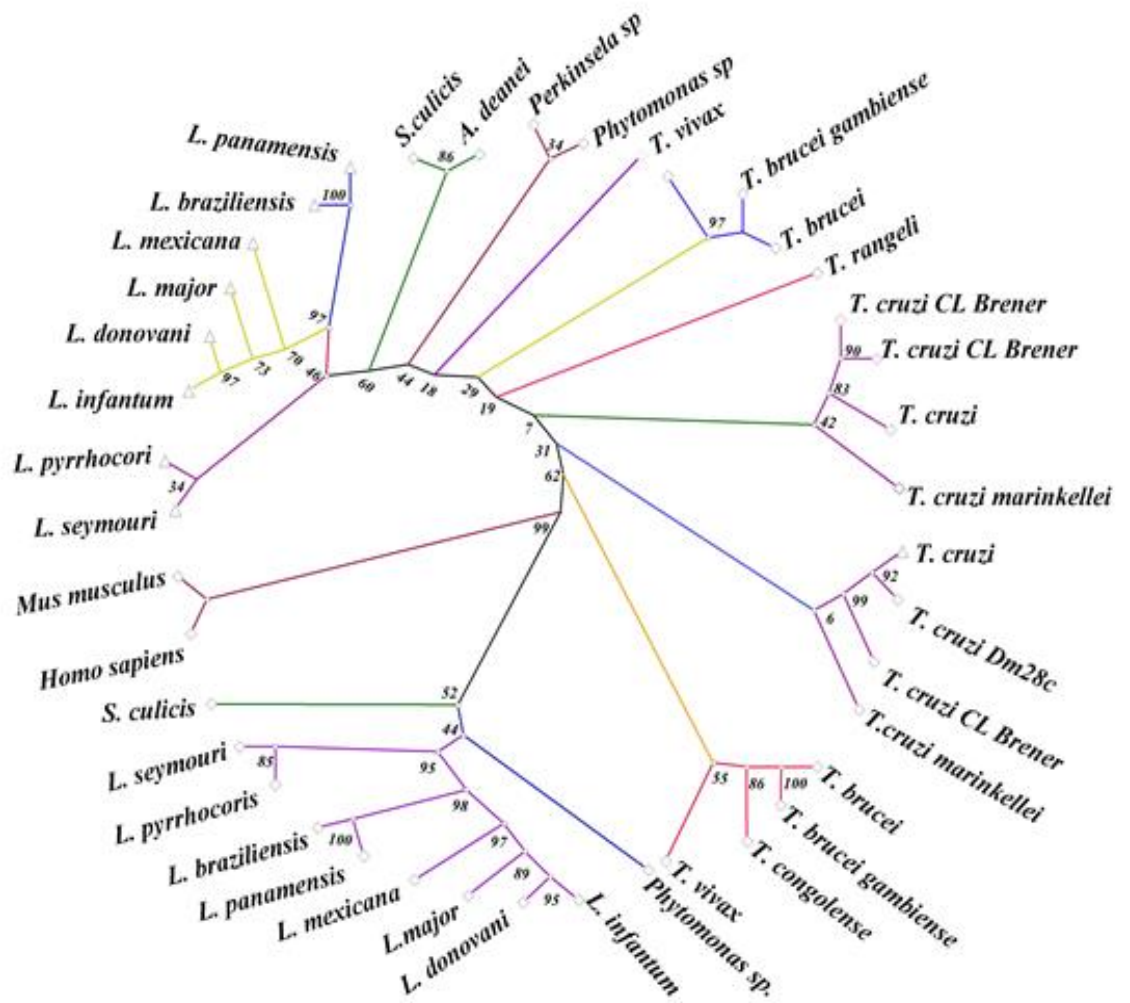 Perkinsela sp
Phytomonas sp
S.culicis
A. deanei
86
34
T. vivax
T. brucei gambiense
97
T. brucei
T. rangeli
L. panamensis
100
L. braziliensis
L. mexicana
L. major
L. donovani
L. infantum
97
73
70
97
46
60
44
18
29
19
7
31
62
99
T. cruzi CL Brener
90
T. cruzi CL Brener
83
T. cruzi
42
T. cruzi marinkellei
L. pyrrhocori
34
L. seymouri
T. cruzi
92
99
6
T. cruzi Dm28c
T. cruzi CL Brener
T.cruzi marinkellei
Mus musculus
Homo sapiens
S. culicis
52
44
L. seymouri
85
95
L. pyrrhocoris
98
L. braziliensis
100
L. panamensis
97
L. mexicana
89
L.major
95
L. donovani
L. infantum
Phytomonas sp.
55
86
100
T. brucei
T. brucei gambiense
T. congolense
T. vivax